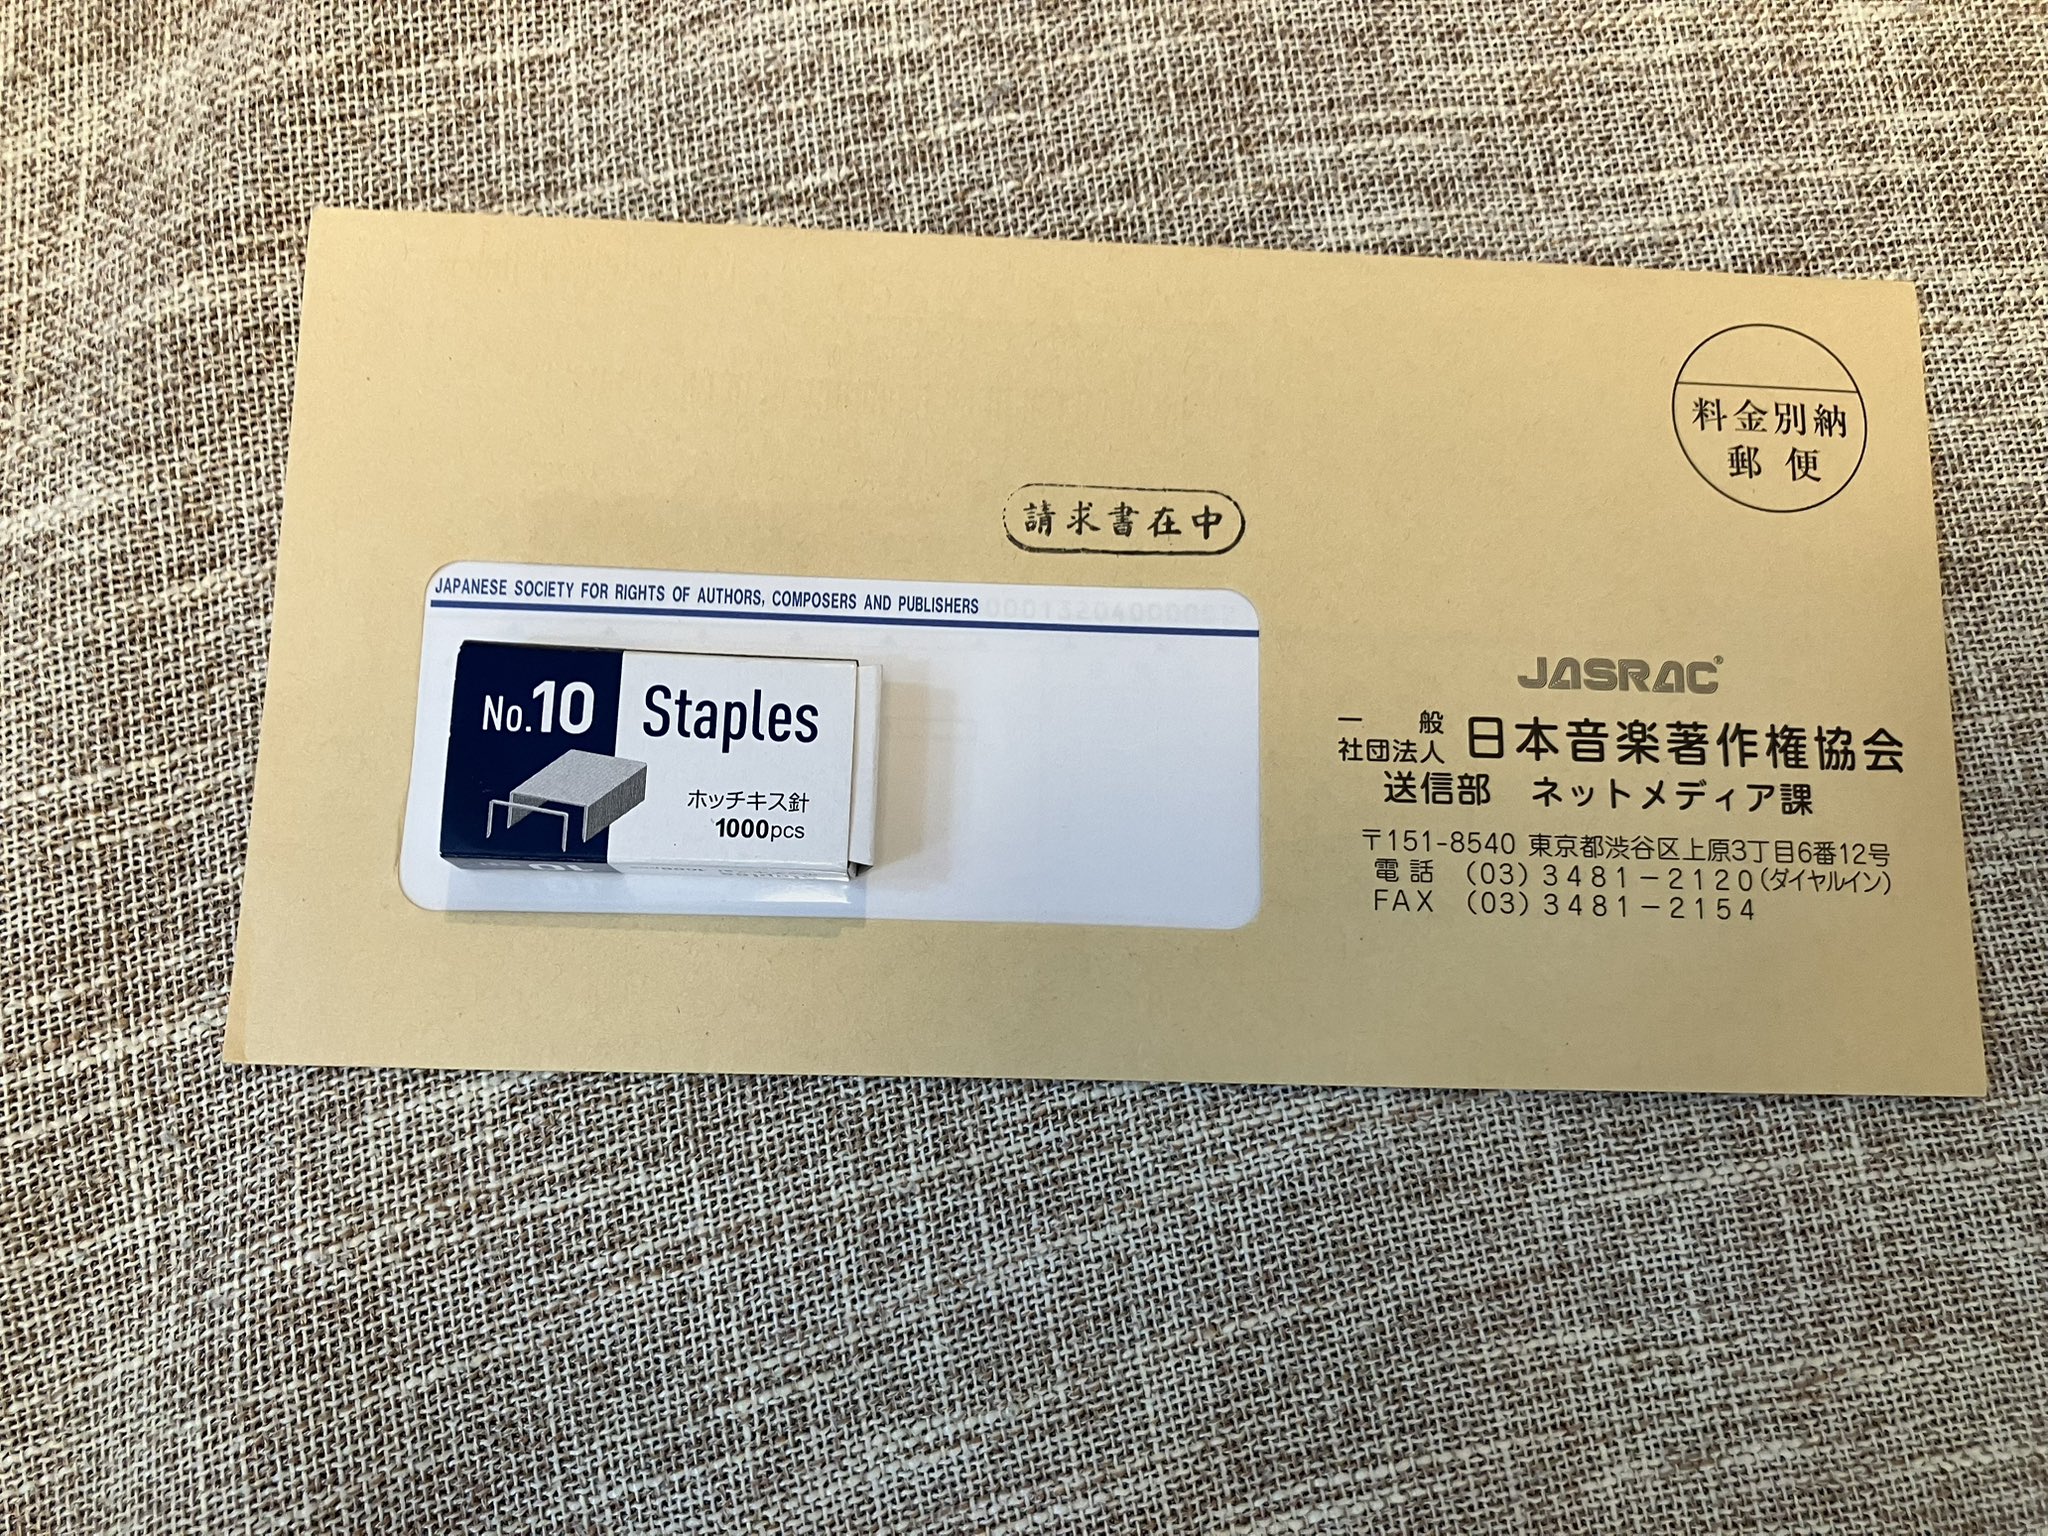 料金別納
郵便
請求書在中
JAPANESE SOCIETY FOR RIGHTS OF AUTHORS, COMPOSERS AND PUBLISHERS
No.10
Staples
ホッチキス針
1000pcs
JASRAC®
一般
社団法人 日本音楽著作権協会
送信部 ネットメディア課
〒151-8540 東京都渋谷区上原3丁目6番12号
電話 (03)3481-2120(ダイヤルイン)
FAX (03)3481-2154